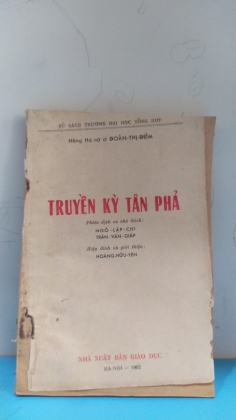 TỦ SÁCH TRƯỜNG ĐẠI HỌC TỔNG HỢP
Hồng Hà nữ sĩ ĐOÀN-THỊ-ĐIỂM
TRUYỀN KỲ TÂN PHẢ
Phiên dịch và chú thích:
NGÔ-LẬP-CHI
TRẦN-VĂN-GIÁP
Hiệu đính và giới thiệu:
HOÀNG-HỮU-YÊN
NHÀ XUẤT BẢN GIÁO DỤC
HÀ-NỘI — 1962